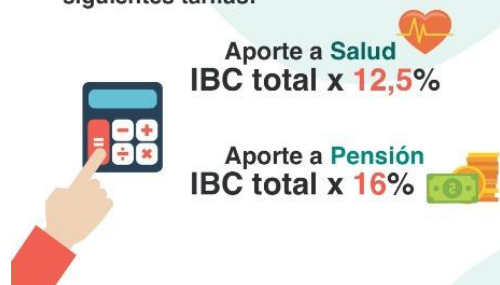 Aporte a Salud
IBC total x 12,5%
Aporte a Pensión
IBC total x 16%